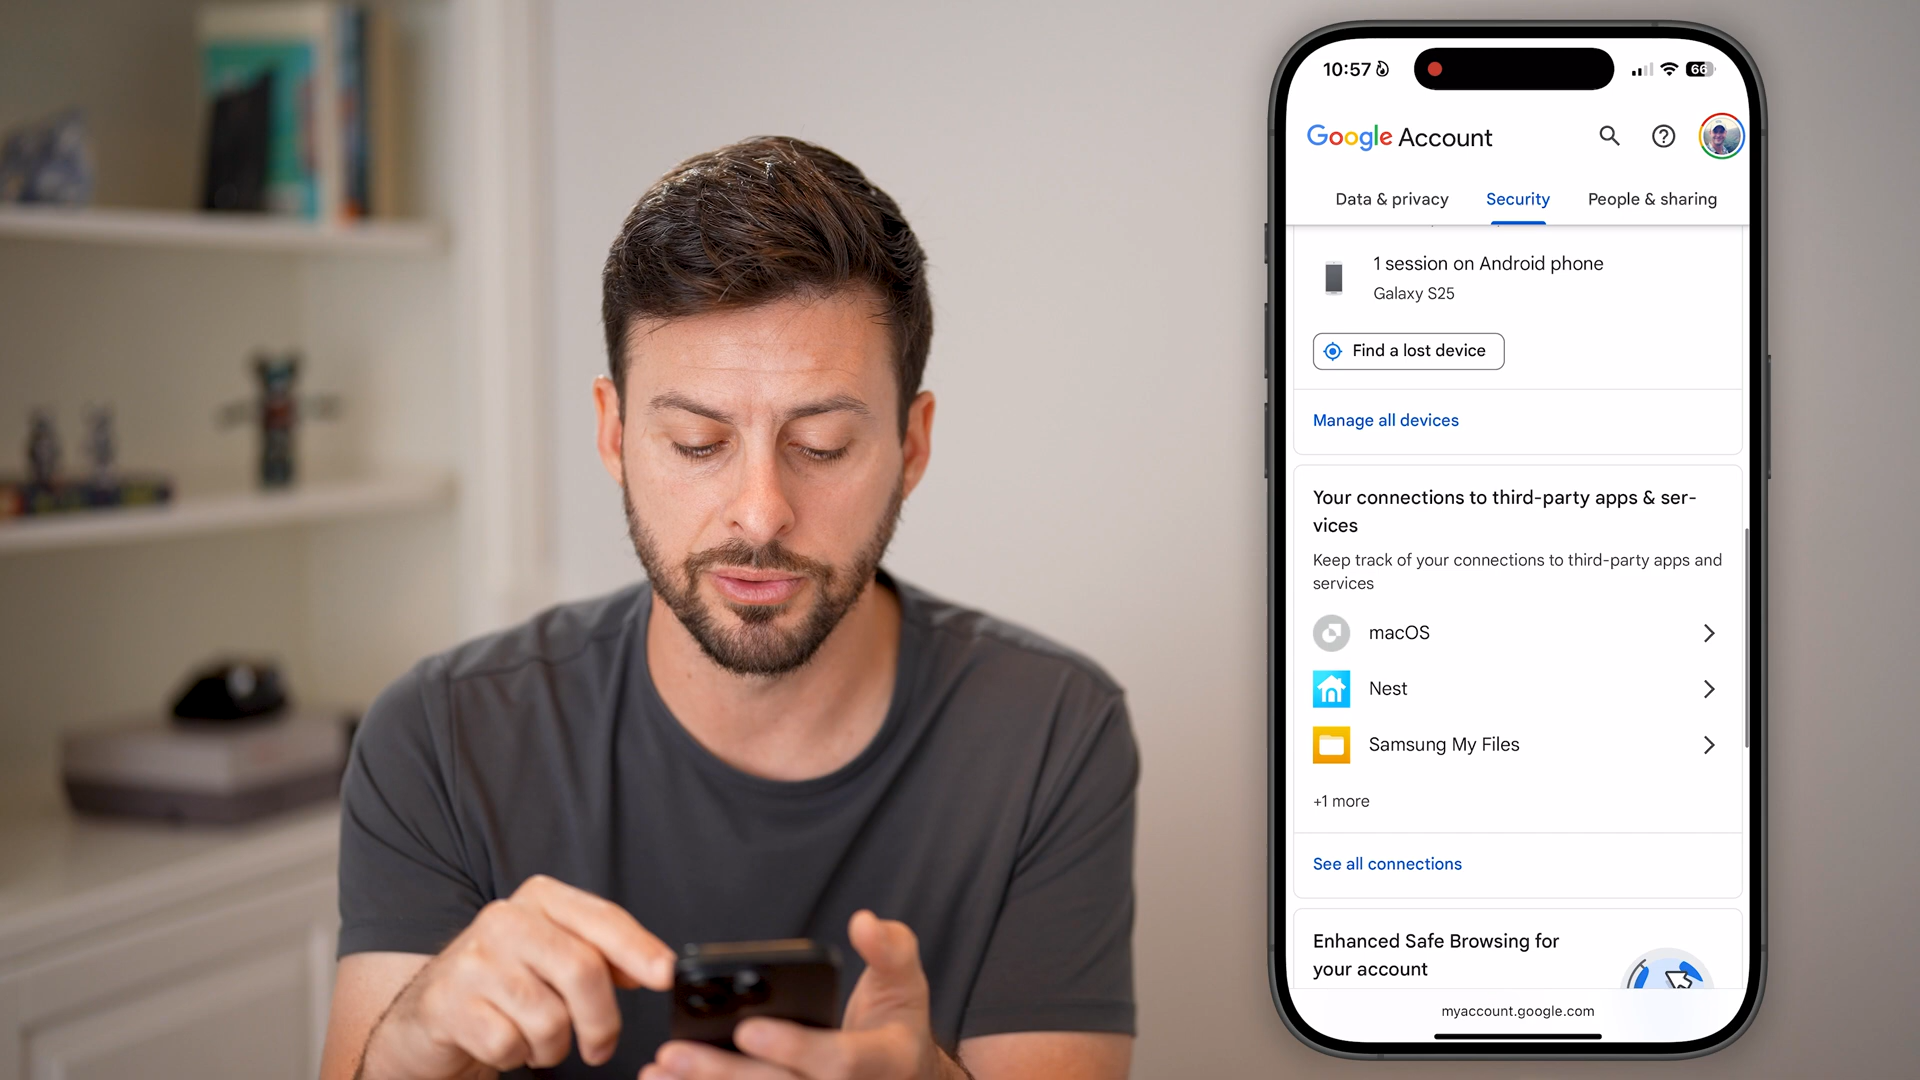 10:57
66
Google Account
Data & privacy
Security
People & sharing
1 session on Android phone
Galaxy S25
Find a lost device
Manage all devices
Your connections to third-party apps & ser-
vices
Keep track of your connections to third-party apps and
services
macOS
Nest
Samsung My Files
+1 more
See all connections
Enhanced Safe Browsing for
your account
myaccount.google.com